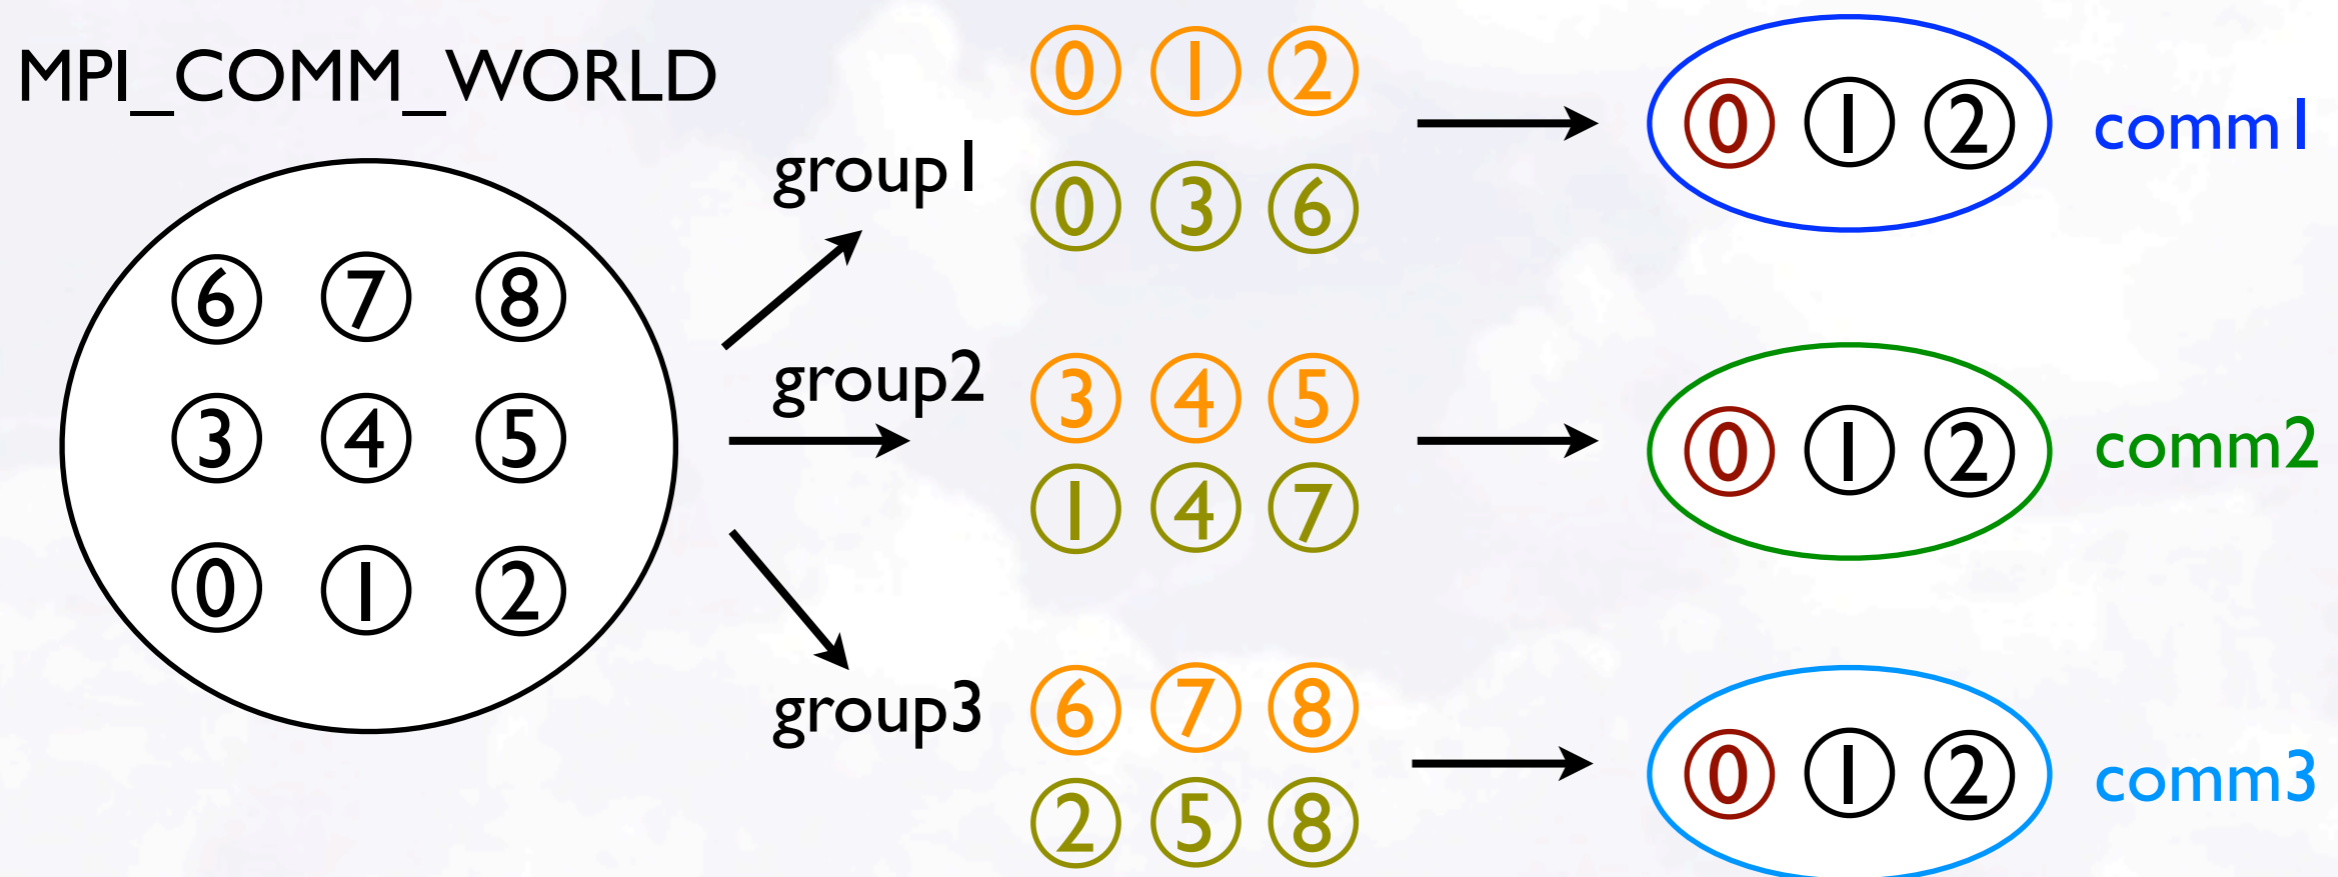 MPI_COMM_WORLD
6 7 8
3 4 5
0 1 2
group1
0 1 2
0 3 6
group2
3 4 5
1 4 7
group3
6 7 8
2 5 8
0 1 2 comm1
0 1 2 comm2
0 1 2 comm3